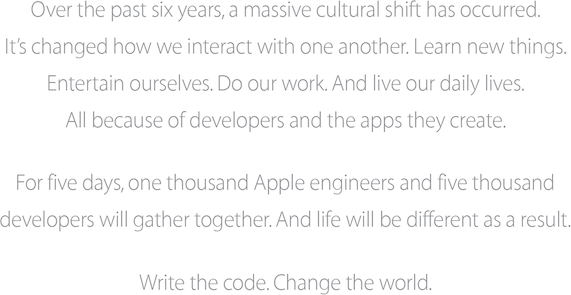 Over the past six years, a massive cultural shift has occurred.
It's changed how we interact with one another. Learn new things.
Entertain ourselves. Do our work. And live our daily lives.
All because of developers and the apps they create.
For five days, one thousand Apple engineers and five thousand
developers will gather together. And life will be different as a result.
Write the code. Change the world.